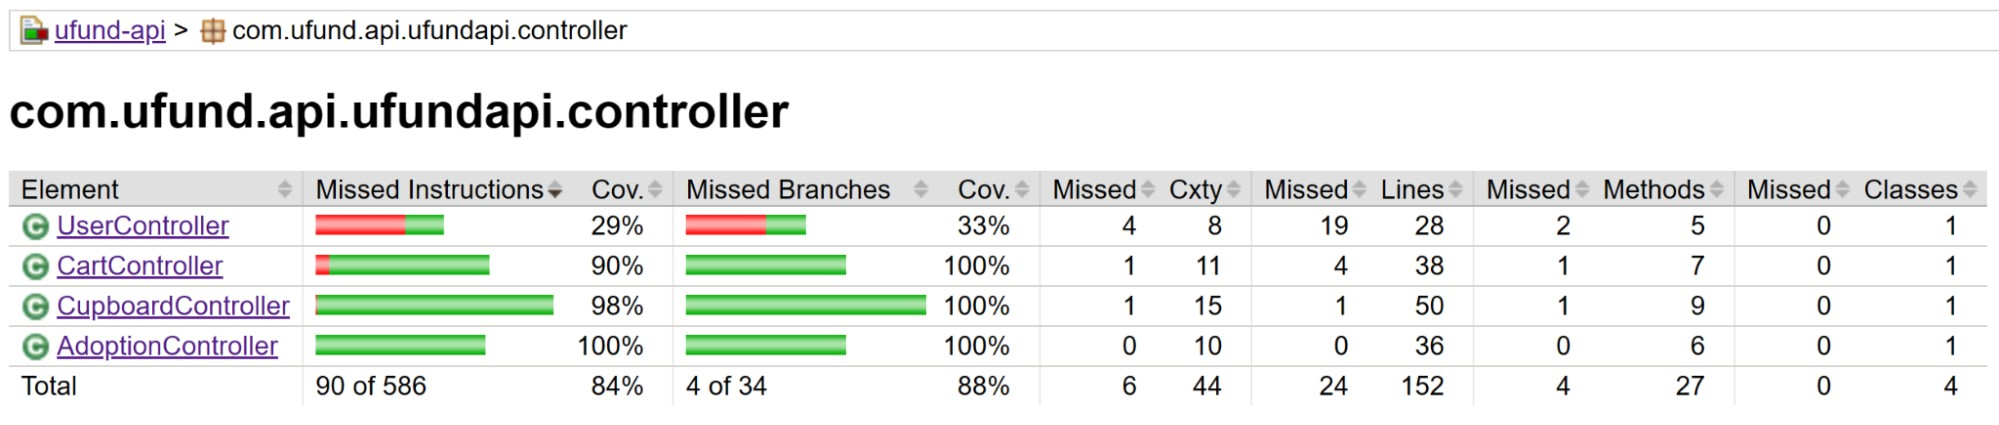 ufund-api > com.ufund.api.ufundapi.controller
com.ufund.api.ufundapi.controller
Element Missed Instructions Cov. Missed Branches Cov. Missed Cxty Missed Lines Missed Methods Missed Classes
C UserController 29% 33% 4 8 19 28 2 5 0 1
C CartController 90% 100% 1 11 4 38 1 7 0 1
C CupboardController 98% 100% 1 15 1 50 1 9 0 1
C AdoptionController 100% 100% 0 10 0 36 0 6 0 1
Total 90 of 586 84% 4 of 34 88% 6 44 24 152 4 27 0 4